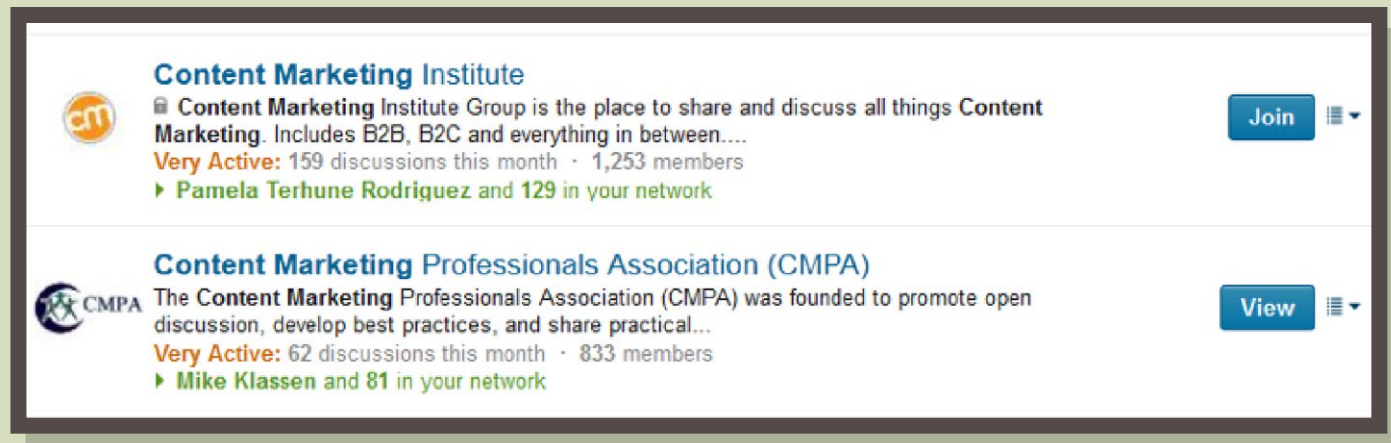 Content Marketing Institute
cm
Content Marketing Institute Group is the place to share and discuss all things Content
Marketing. Includes B2B, B2C and everything in between....
Join
Very Active: 159 discussions this month · 1,253 members
Pamela Terhune Rodriguez and 129 in your network
Content Marketing Professionals Association (CMPA)
CMPA
The Content Marketing Professionals Association (CMPA) was founded to promote open
discussion, develop best practices, and share practical...
View
Very Active: 62 discussions this month · 833 members
Mike Klassen and 81 in your network